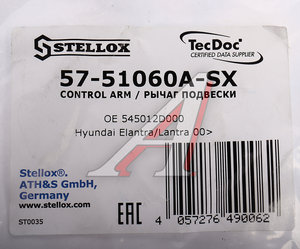 STELLOX
TecDoc
CERTIFIED DATA SUPPLIER
57-51060A-SX
CONTROL ARM / РЫЧАГ ПОДВЕСКИ
OE 545012D000
Hyundai Elantra/Lantra 00>
Stellox®.
ATH&S GmbH,
Germany
www.stellox.com
ST0035
EAC
4 057276 490062